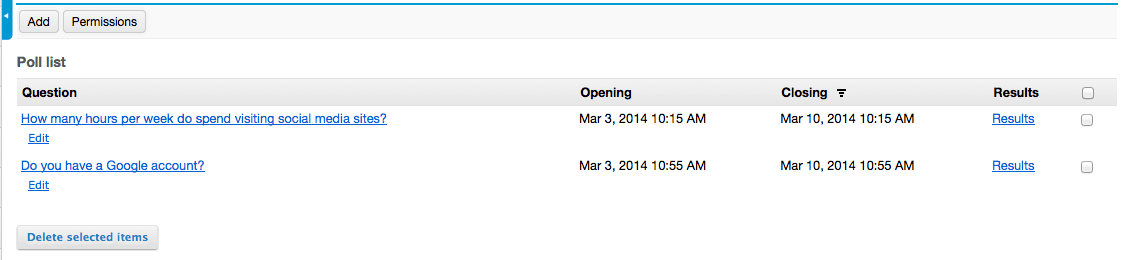 Add Permissions
Poll list
Question Opening Closing Results
How many hours per week do spend visiting social media sites? Mar 3, 2014 10:15 AM Mar 10, 2014 10:15 AM Results
Edit
Do you have a Google account? Mar 3, 2014 10:55 AM Mar 10, 2014 10:55 AM Results
Edit
Delete selected items